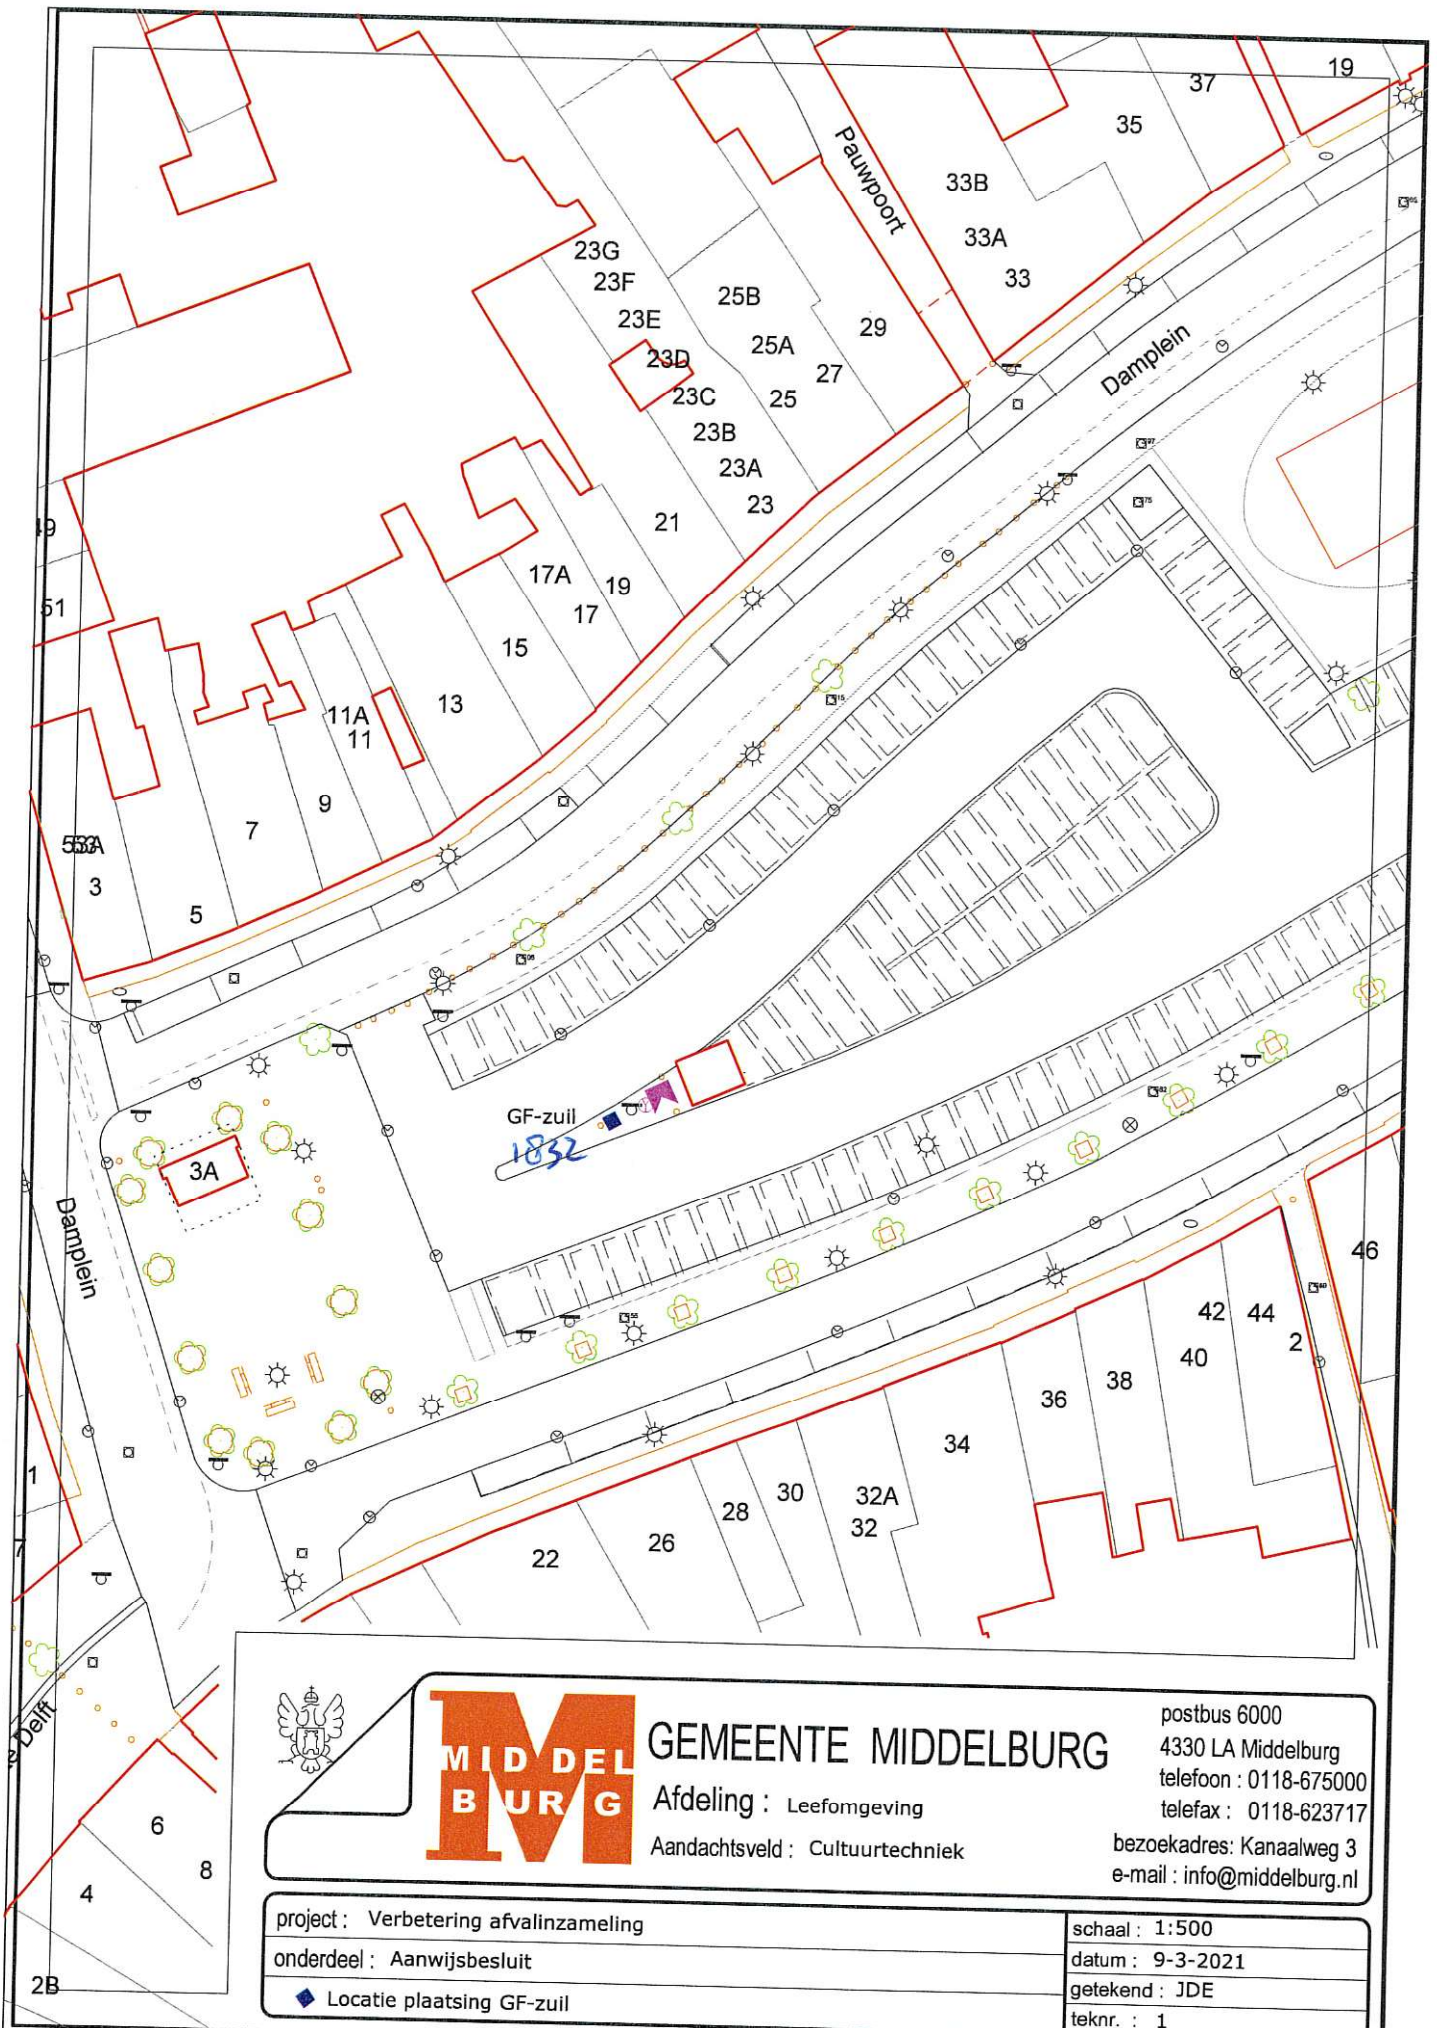 19
37
35
Pauwpoort
33B
33A
33
23G
23F
23E
23D
23C
23B
23A
23
25B
25A
25
27
29
Damplein
21
19
17A
17
15
13
11A
11
9
7
5
3
51
3A
GF-zuil
1832
Damplein
46
42
44
2
40
38
36
34
32A
32
30
28
26
22
1
7
Delft
6
8
4
2B
MIDDEL
BURG
GEMEENTE MIDDELBURG
Afdeling : Leefomgeving
Aandachtsveld : Cultuurtechniek
postbus 6000
4330 LA Middelburg
telefoon : 0118-675000
telefax : 0118-623717
bezoekadres: Kanaalweg 3
e-mail : info@middelburg.nl
project : Verbetering afvalinzameling
onderdeel : Aanwijsbesluit
Locatie plaatsing GF-zuil
schaal : 1:500
datum : 9-3-2021
getekend : JDE
teknr. : 1